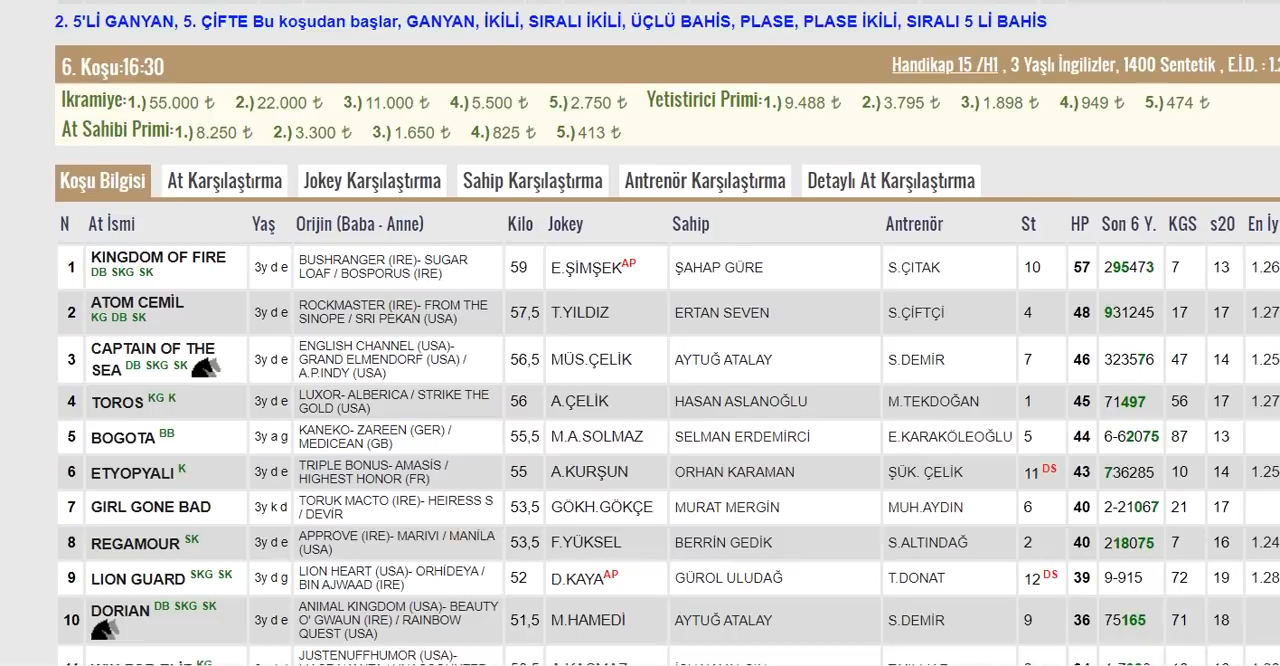 2. 5'Lİ GANYAN, 5. ÇİFTE Bu koşudan başlar, GANYAN, İKİLİ, SIRALI İKİLİ, ÜÇLÜ BAHİS, PLASE, PLASE İKİLİ, SIRALI 5 Lİ BAHİS
6. Koşu:16:30 Handikap 15 /H1 , 3 Yaşlı İngilizler, 1400 Sentetik , E.İ.D. :
Ikramiye: 1.) 55.000 ₺ 2.) 22.000 ₺ 3.) 11.000 ₺ 4.) 5.500 ₺ 5.) 2.750 ₺ Yetistirici Primi: 1.) 9.488 ₺ 2.) 3.795 ₺ 3.) 1.898 ₺ 4.) 949 ₺ 5.) 474 ₺
At Sahibi Primi: 1.) 8.250 ₺ 2.) 3.300 ₺ 3.) 1.650 ₺ 4.) 825 ₺ 5.) 413 ₺
Koşu Bilgisi At Karşılaştırma Jokey Karşılaştırma Sahip Karşılaştırma Antrenör Karşılaştırma Detaylı At Karşılaştırma
N At İsmi Yaş Orijin (Baba - Anne) Kilo Jokey Sahip Antrenör St HP Son 6 Y. KGS s20 En İy
1 KINGDOM OF FIRE DB SKG SK 3y d e BUSHRANGER (IRE)- SUGAR LOAF / BOSPORUS (IRE) 59 E.ŞİMŞEK AP ŞAHAP GÜRE S.ÇITAK 10 57 295473 7 13 1.26
2 ATOM CEMİL KG DB SK 3y d e ROCKMASTER (IRE)- FROM THE SINOPE / SRI PEKAN (USA) 57,5 T.YILDIZ ERTAN SEVEN S.ÇİFTÇİ 4 48 931245 17 17 1.27
3 CAPTAIN OF THE SEA DB SKG SK 3y d e ENGLISH CHANNEL (USA)- GRAND ELMENDORF (USA) / A.P.INDY (USA) 56,5 MÜS.ÇELİK AYTUĞ ATALAY S.DEMİR 7 46 323576 47 14 1.25
4 TOROS KG K 3y d e LUXOR- ALBERICA / STRIKE THE GOLD (USA) 56 A.ÇELİK HASAN ASLANOĞLU M.TEKDOĞAN 1 45 71497 56 17 1.27
5 BOGOTA BB 3y a g KANEKO- ZAREEN (GER) / MEDICEAN (GB) 55,5 M.A.SOLMAZ SELMAN ERDEMİRCİ E.KARAKÖLEOĞLU 5 44 6-62075 87 13
6 ETYOPYALI K 3y d e TRIPLE BONUS- AMASİS / HIGHEST HONOR (FR) 55 A.KURŞUN ORHAN KARAMAN ŞÜK. ÇELİK 11 DS 43 736285 10 14 1.25
7 GIRL GONE BAD 3y k d TORUK MACTO (IRE)- HEIRESS S / DEVİR 53,5 GÖKH.GÖKÇE MURAT MERGİN MUH.AYDIN 6 40 2-21067 21 17
8 REGAMOUR SK 3y d e APPROVE (IRE)- MARIVI / MANİLA (USA) 53,5 F.YÜKSEL BERRİN GEDİK S.ALTINDAĞ 2 40 218075 7 16 1.24
9 LION GUARD SKG SK 3y d g LION HEART (USA)- ORHİDEYA / BIN AJWAAD (IRE) 52 D.KAYA AP GÜROL ULUDAĞ T.DONAT 12 DS 39 9-915 72 19 1.28
10 DORIAN DB SKG SK 3y d e ANIMAL KINGDOM (USA)- BEAUTY O' GWAUN (IRE) / RAINBOW QUEST (USA) 51,5 M.HAMEDİ AYTUĞ ATALAY S.DEMİR 9 36 75165 71 18
JUSTENUFFHUMOR (USA)-